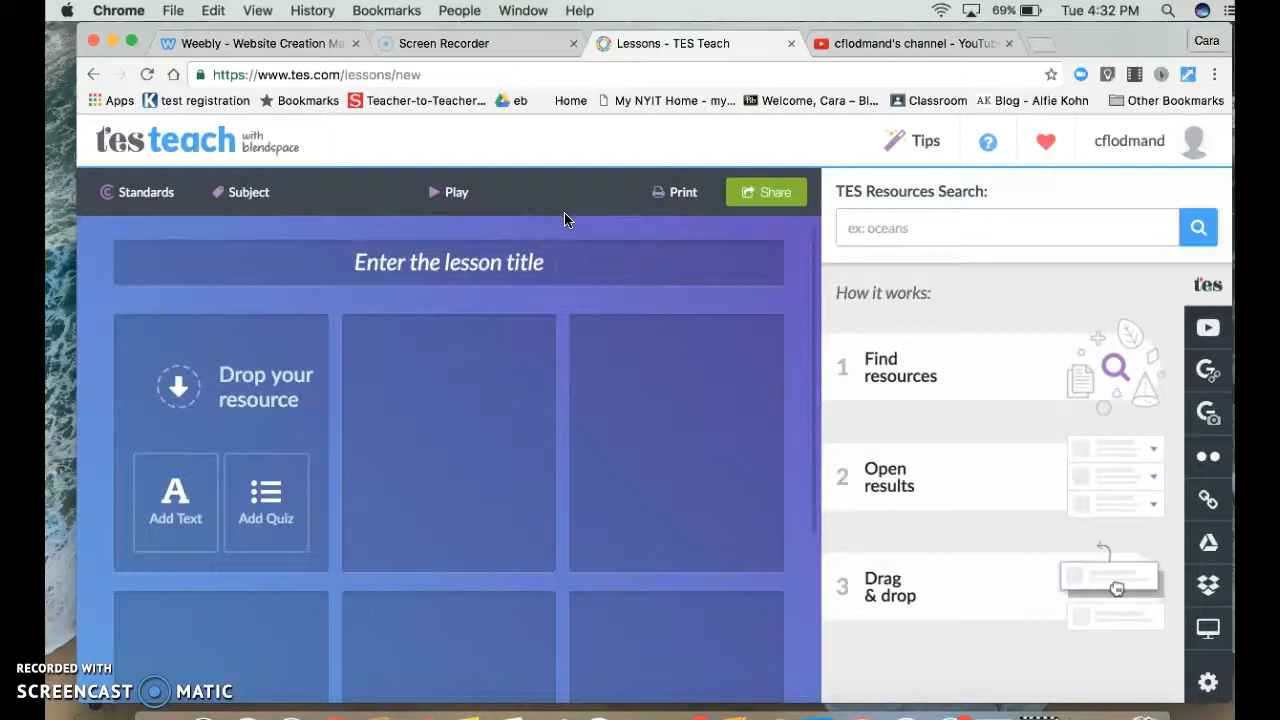 Chrome File Edit View History Bookmarks People Window Help 69% Tue 4:32 PM
Weebly - Website Creation Ma × Screen Recorder × Lessons - TES Teach × cflodmand's channel - YouTub × Cara
https://www.tes.com/lessons/new
Apps test registration Bookmarks Teacher-to-Teacher... eb Home My NYIT Home - my... Welcome, Cara – Bl... Classroom AK Blog - Alfie Kohn Other Bookmarks
tes teach with blendspace Tips ? cflodmand
Standards Subject Play Print Share
TES Resources Search:
ex: oceans
Enter the lesson title
How it works:
tes
Drop your
resource
A
Add Text Add Quiz
1 Find
resources
2 Open
results
3 Drag
& drop
RECORDED WITH
SCREENCAST MATIC